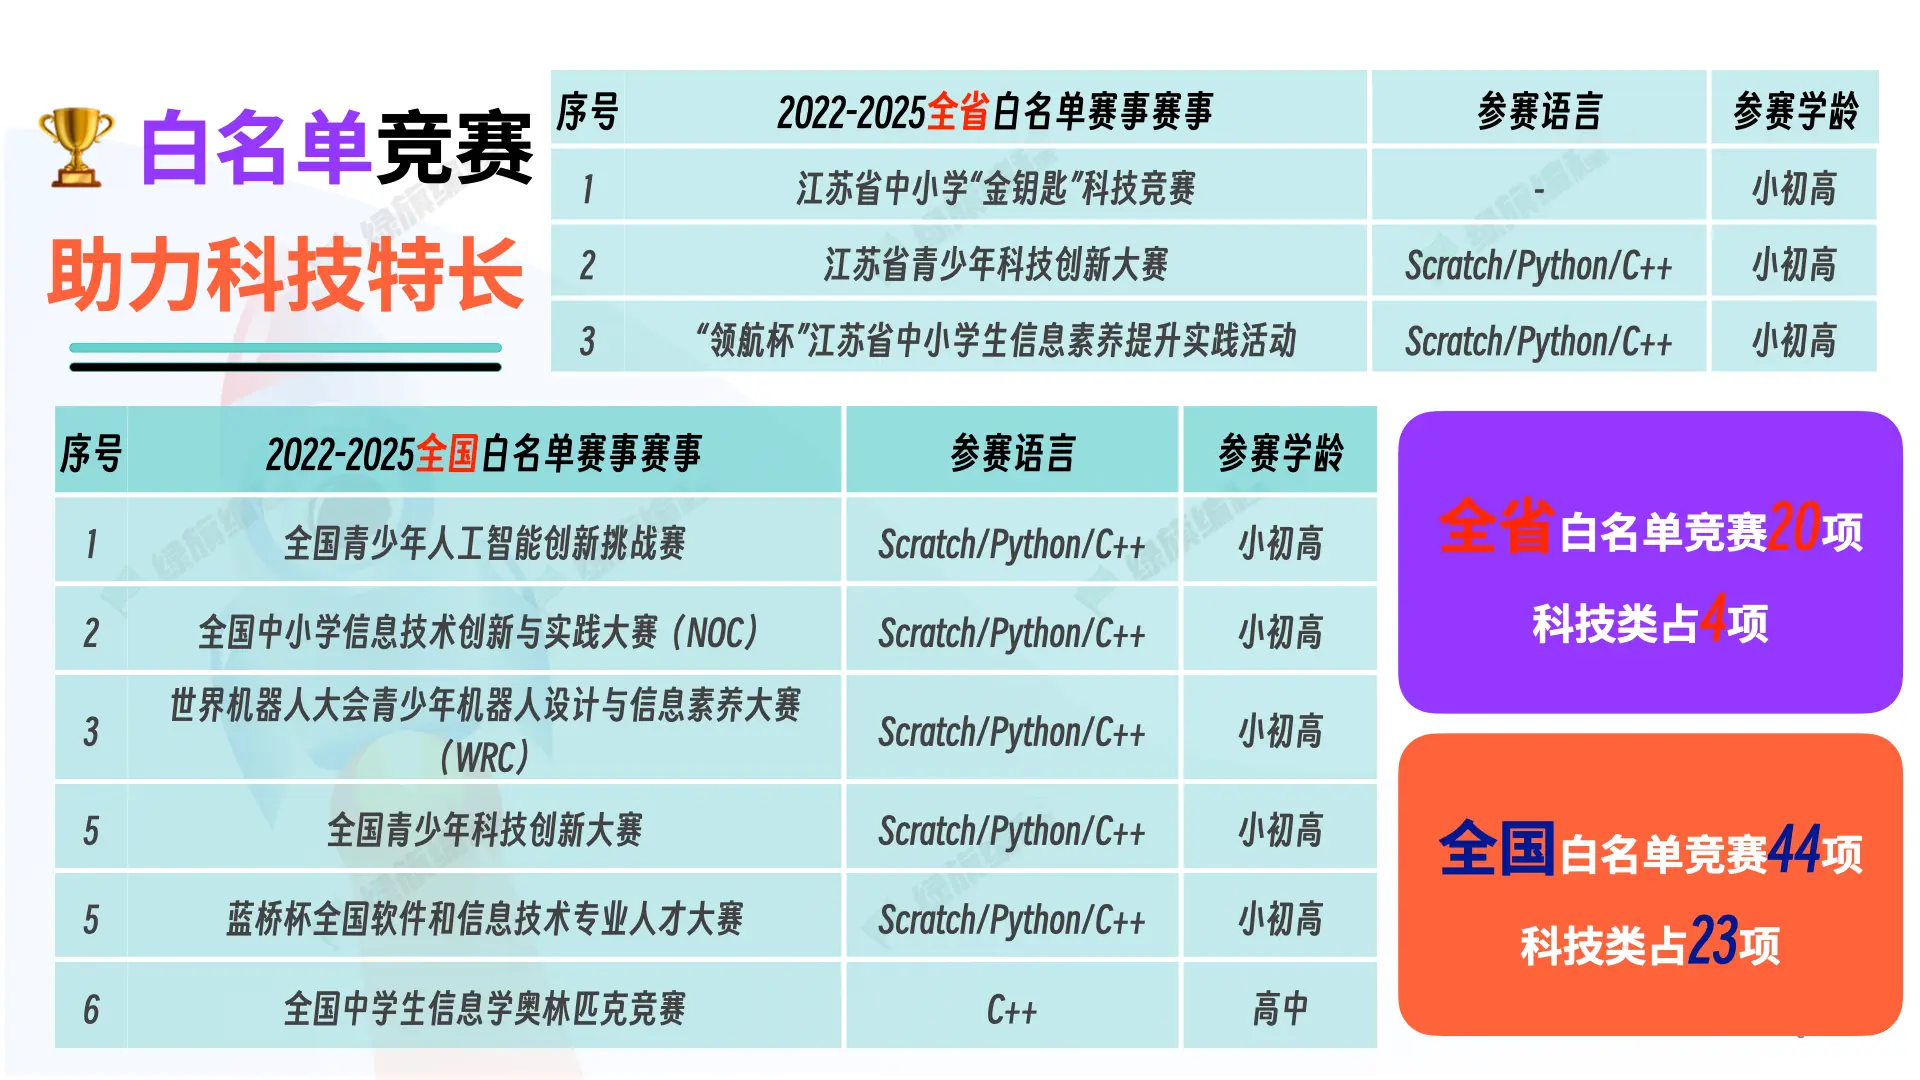 白名单竞赛
助力科技特长
序号 2022-2025全省白名单赛事赛事 参赛语言 参赛学龄
1 江苏省中小学“金钥匙”科技竞赛 - 小初高
2 江苏省青少年科技创新大赛 Scratch/Python/C++ 小初高
3 “领航杯”江苏省中小学生信息素养提升实践活动 Scratch/Python/C++ 小初高
序号 2022-2025全国白名单赛事赛事 参赛语言 参赛学龄
1 全国青少年人工智能创新挑战赛 Scratch/Python/C++ 小初高
2 全国中小学信息技术创新与实践大赛（NOC） Scratch/Python/C++ 小初高
3 世界机器人大会青少年机器人设计与信息素养大赛
（WRC） Scratch/Python/C++ 小初高
5 全国青少年科技创新大赛 Scratch/Python/C++ 小初高
5 蓝桥杯全国软件和信息技术专业人才大赛 Scratch/Python/C++ 小初高
6 全国中学生信息学奥林匹克竞赛 C++ 高中
全省白名单竞赛20项
科技类占4项
全国白名单竞赛44项
科技类占23项